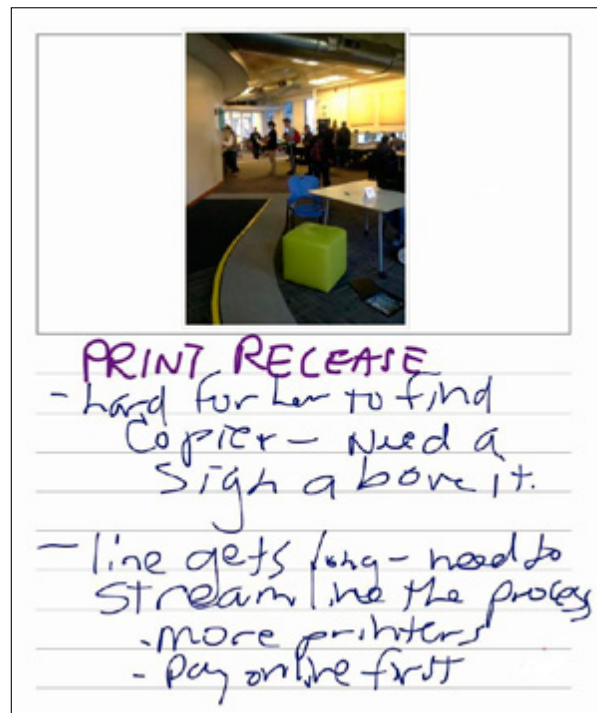 PRINT RELEASE
- hard for her to find
Copier - Need a
Sign above it.
- line gets long - need to
streamline the process
- more printers
- pay online first